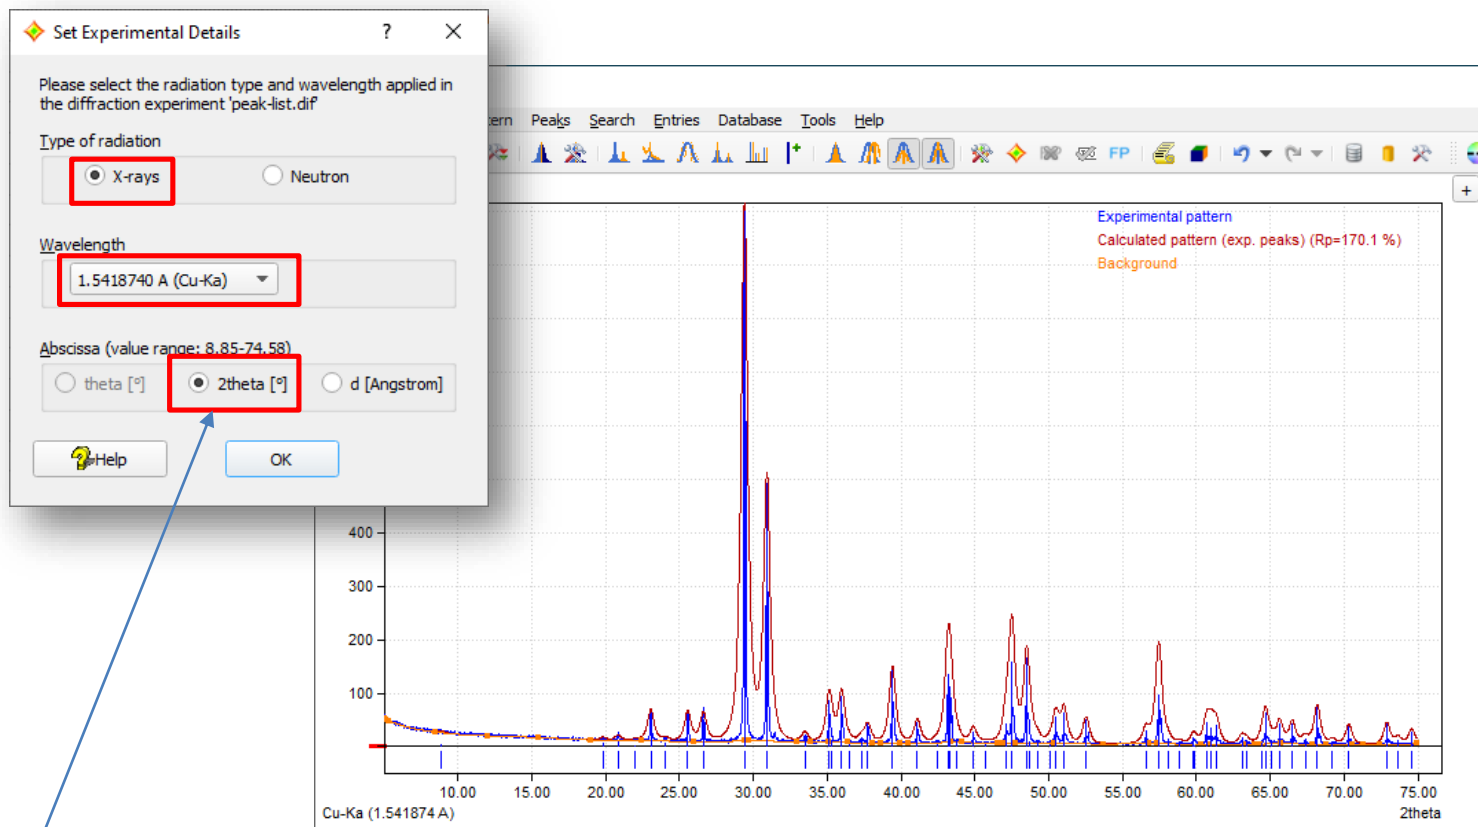 Set Experimental Details
?
Please select the radiation type and wavelength applied in
the diffraction experiment 'peak-list.dif'
Type of radiation
X-rays
Neutron
Wavelength
1.5418740 A (Cu-Ka)
Abscissa (value range: 8.85-74.58)
theta [°]
2theta [°]
d [Angstrom]
Help
OK
Peaks Search Entries Database Tools Help
FP
+
Experimental pattern
Calculated pattern (exp. peaks) (Rp=170.1 %)
Background
400
300
200
100
10.00 15.00 20.00 25.00 30.00 35.00 40.00 45.00 50.00 55.00 60.00 65.00 70.00 75.00
Cu-Ka (1.541874 A)
2theta